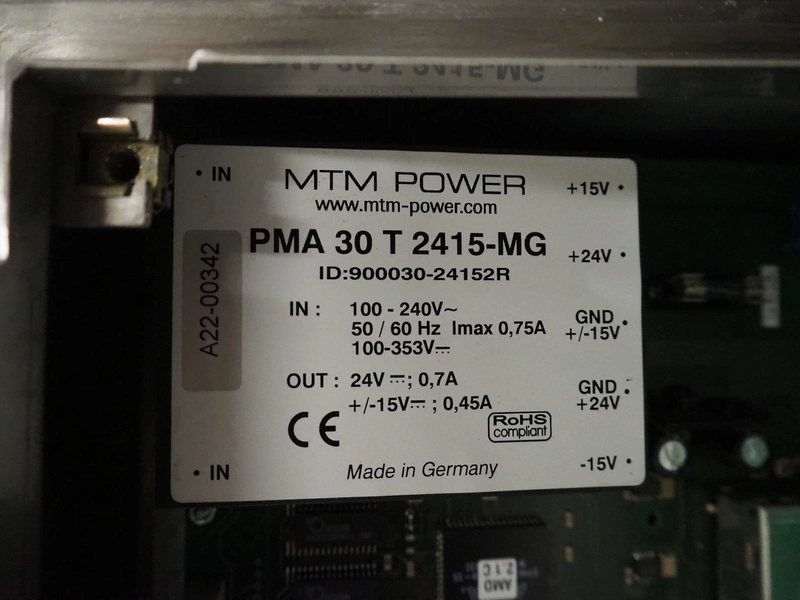 • IN
MTM POWER
www.mtm-power.com
+15V •
PMA 30 T 2415-MG
ID:900030-24152R
+24V •
A22-00342
IN : 100 - 240V~
50 / 60 Hz Imax 0,75A
100-353V⎓
GND
+/-15V •
OUT : 24V ⎓; 0,7A
+/-15V⎓ ; 0,45A
GND •
+24V
CE
RoHS
compliant
• IN
Made in Germany
-15V •
AMD
2.1C